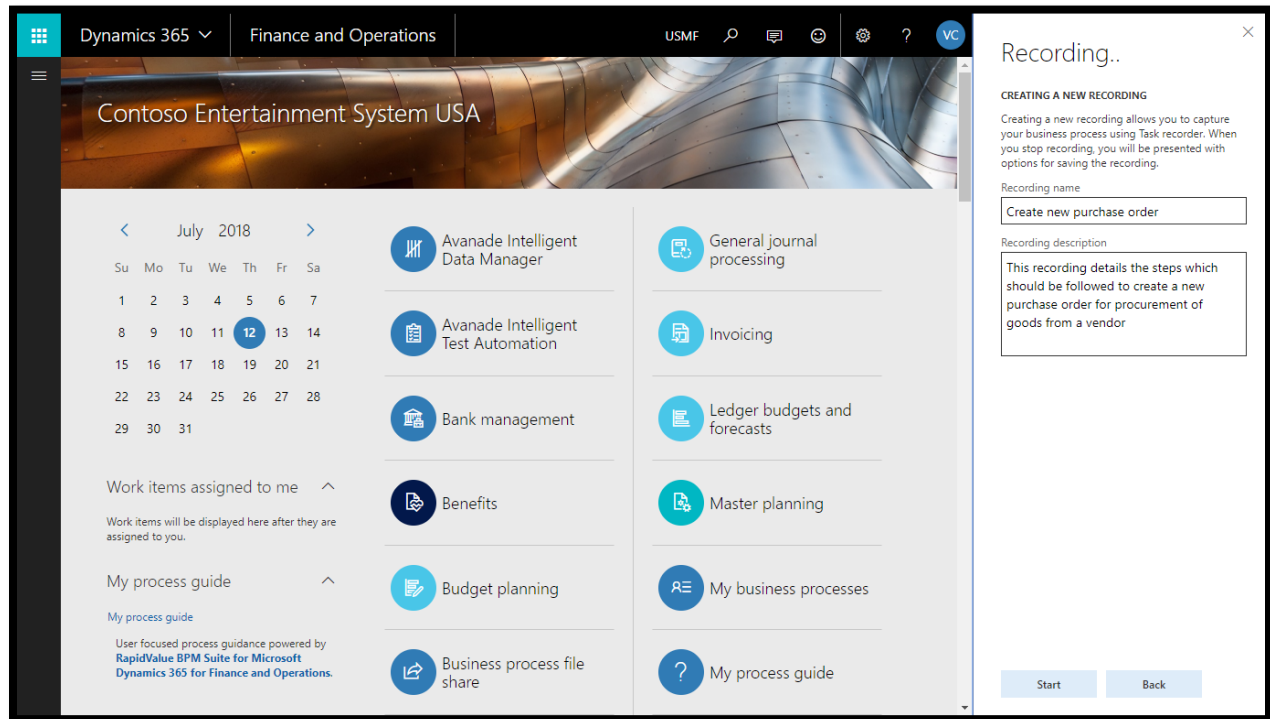 Dynamics 365
Finance and Operations
USMF
?
VC
Contoso Entertainment System USA
July 2018
Su Mo Tu We Th Fr Sa
1 2 3 4 5 6 7
8 9 10 11 12 13 14
15 16 17 18 19 20 21
22 23 24 25 26 27 28
29 30 31
Work items assigned to me
Work items will be displayed here after they are
assigned to you.
My process guide
My process guide
User focused process guidance powered by
RapidValue BPM Suite for Microsoft
Dynamics 365 for Finance and Operations.
Avanade Intelligent
Data Manager
Avanade Intelligent
Test Automation
Bank management
Benefits
Budget planning
Business process file
share
General journal
processing
Invoicing
Ledger budgets and
forecasts
Master planning
My business processes
?
My process guide
Recording..
CREATING A NEW RECORDING
Creating a new recording allows you to capture
your business process using Task recorder. When
you stop recording, you will be presented with
options for saving the recording.
Recording name
Create new purchase order
Recording description
This recording details the steps which
should be followed to create a new
purchase order for procurement of
goods from a vendor
Start
Back